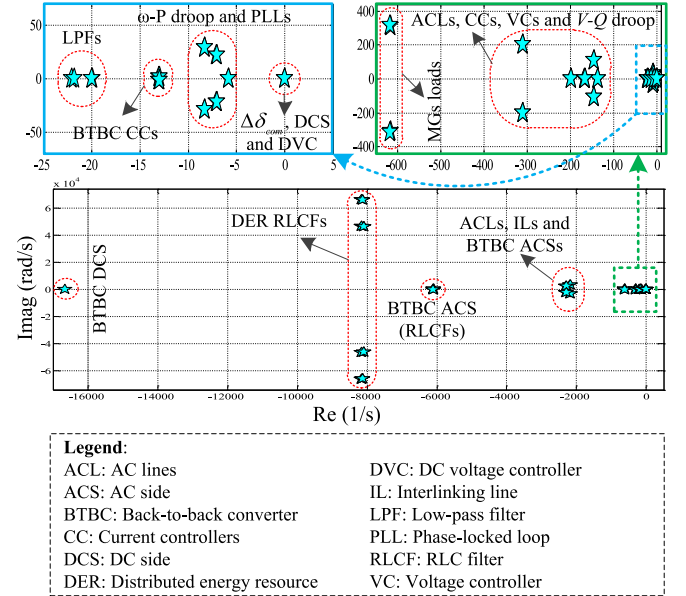 ω-P droop and PLLs
LPFs
BTBC CCs
Δδcom, DCS
and DVC
50
0
-50
-25 -20 -15 -10 -5 0 5
ACLs, CCs, VCs and V-Q droop
MGs loads
400
200
0
-200
-400
-600 -500 -400 -300 -200 -100 0
x 10⁴
6
4
2
0
-2
-4
-6
Imag (rad/s)
BTBC DCS
DER RLCFs
BTBC ACS
(RLCFs)
ACLs, ILs and
BTBC ACSs
-16000 -14000 -12000 -10000 -8000 -6000 -4000 -2000 0
Re (1/s)
Legend:
ACL: AC lines
ACS: AC side
BTBC: Back-to-back converter
CC: Current controllers
DCS: DC side
DER: Distributed energy resource
DVC: DC voltage controller
IL: Interlinking line
LPF: Low-pass filter
PLL: Phase-locked loop
RLCF: RLC filter
VC: Voltage controller